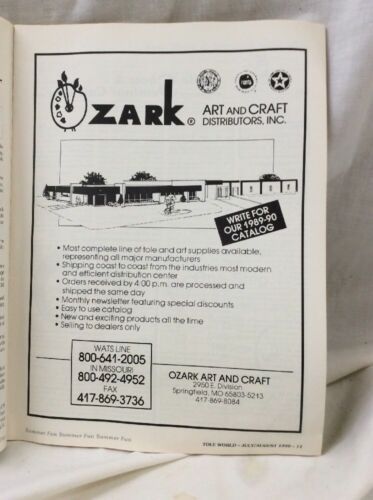 OZARK ®
ART AND CRAFT
DISTRIBUTORS, INC.
WRITE FOR
OUR 1989-90
CATALOG
• Most complete line of tole and art supplies available,
representing all major manufacturers
• Shipping coast to coast from the industries most modern
and efficient distribution center
• Orders received by 4:00 p.m. are processed and
shipped the same day
• Monthly newsletter featuring special discounts
• Easy to use catalog
• New and exciting products all the time
• Selling to dealers only
WATS LINE
800-641-2005
IN MISSOURI
800-492-4952
FAX
417-869-3736
OZARK ART AND CRAFT
2950 E. Division
Springfield, MO 65803-5213
417-869-8084
Summer Fun Summer Fun Summer Fun
TOLE WORLD – JULY/AUGUST 1990 – 11